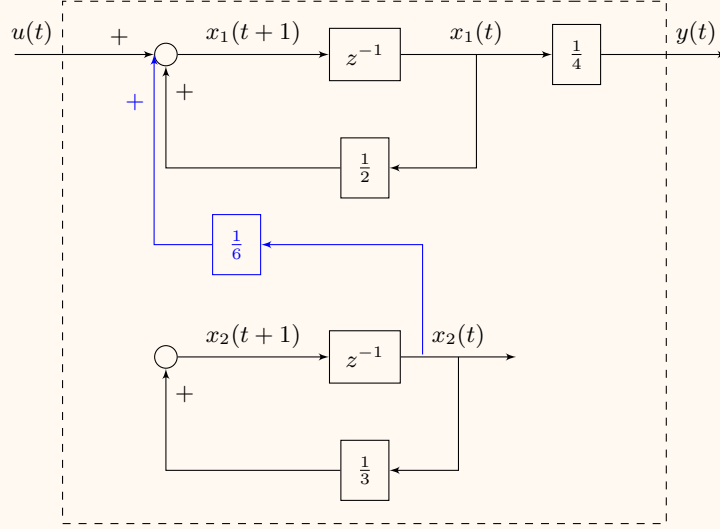 u(t) + x₁(t+1) z⁻¹ x₁(t) 1/4 y(t)
+ +
1/2
1/6
x₂(t+1) z⁻¹ x₂(t)
+
1/3